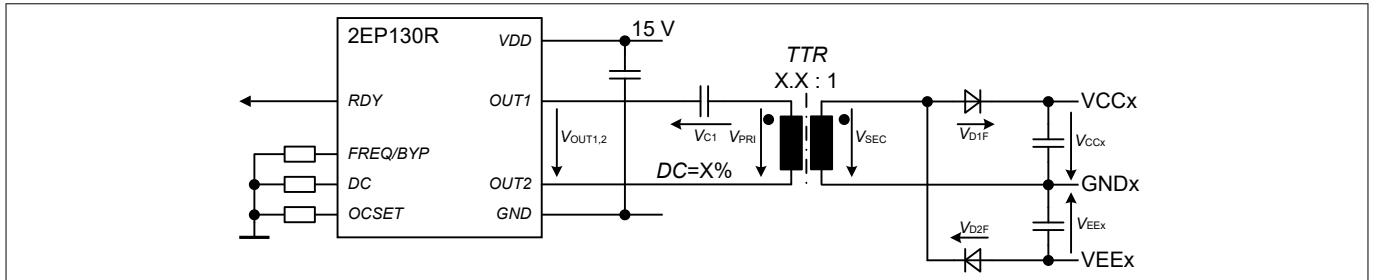 2EP130R
VDD
15 V
TTR
X.X : 1
RDY
OUT1
VCCx
VOUT1,2
VC1
VPRI
VSEC
VD1F
VCCx
FREQ/BYP
DC
OUT2
DC=X%
GNDx
OCSET
GND
VD2F
VEEx
VEEx